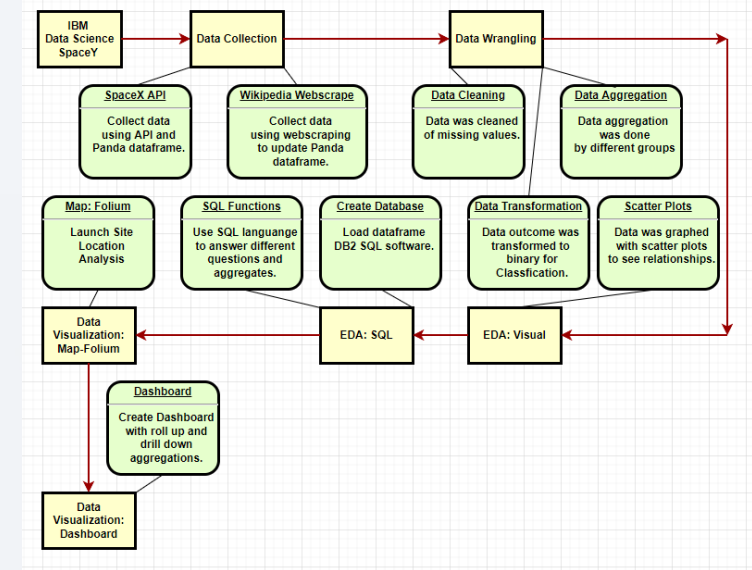 IBM
Data Science
SpaceY
Data Collection
Data Wrangling
SpaceX API
Collect data
using API and
Panda dataframe.
Wikipedia Webscrape
Collect data
using webscraping
to update Panda
dataframe.
Data Cleaning
Data was cleaned
of missing values.
Data Aggregation
Data aggregation
was done
by different groups
Map: Folium
Launch Site
Location
Analysis
SQL Functions
Use SQL languange
to answer different
questions and
aggregates.
Create Database
Load dataframe
DB2 SQL software.
Data Transformation
Data outcome was
transformed to
binary for
Classfication.
Scatter Plots
Data was graphed
with scatter plots
to see relationships.
Data
Visualization:
Map-Folium
EDA: SQL
EDA: Visual
Dashboard
Create Dashboard
with roll up and
drill down
aggregations.
Data
Visualization:
Dashboard